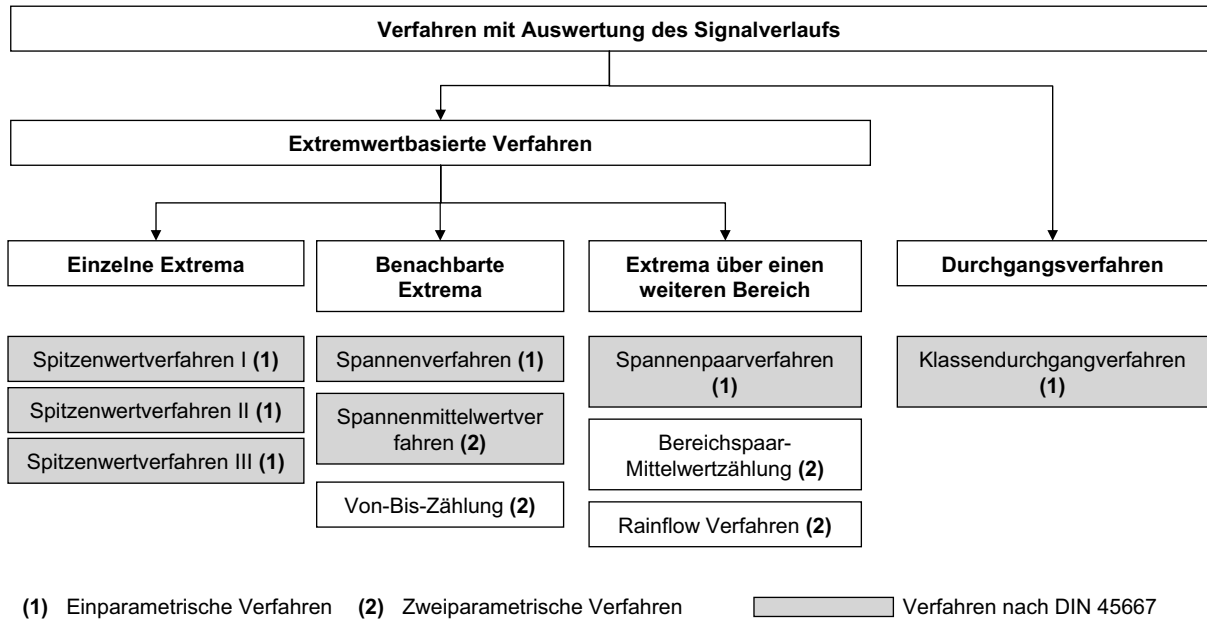 Verfahren mit Auswertung des Signalverlaufs
Extremwertbasierte Verfahren
Einzelne Extrema
Benachbarte
Extrema
Extrema über einen
weiteren Bereich
Durchgangsverfahren
Spitzenwertverfahren I (1)
Spitzenwertverfahren II (1)
Spitzenwertverfahren III (1)
Spannenverfahren (1)
Spannenmittelwertver
fahren (2)
Von-Bis-Zählung (2)
Spannenpaarverfahren
(1)
Bereichspaar-
Mittelwertzählung (2)
Rainflow Verfahren (2)
Klassendurchgangverfahren
(1)
(1) Einparametrische Verfahren (2) Zweiparametrische Verfahren Verfahren nach DIN 45667